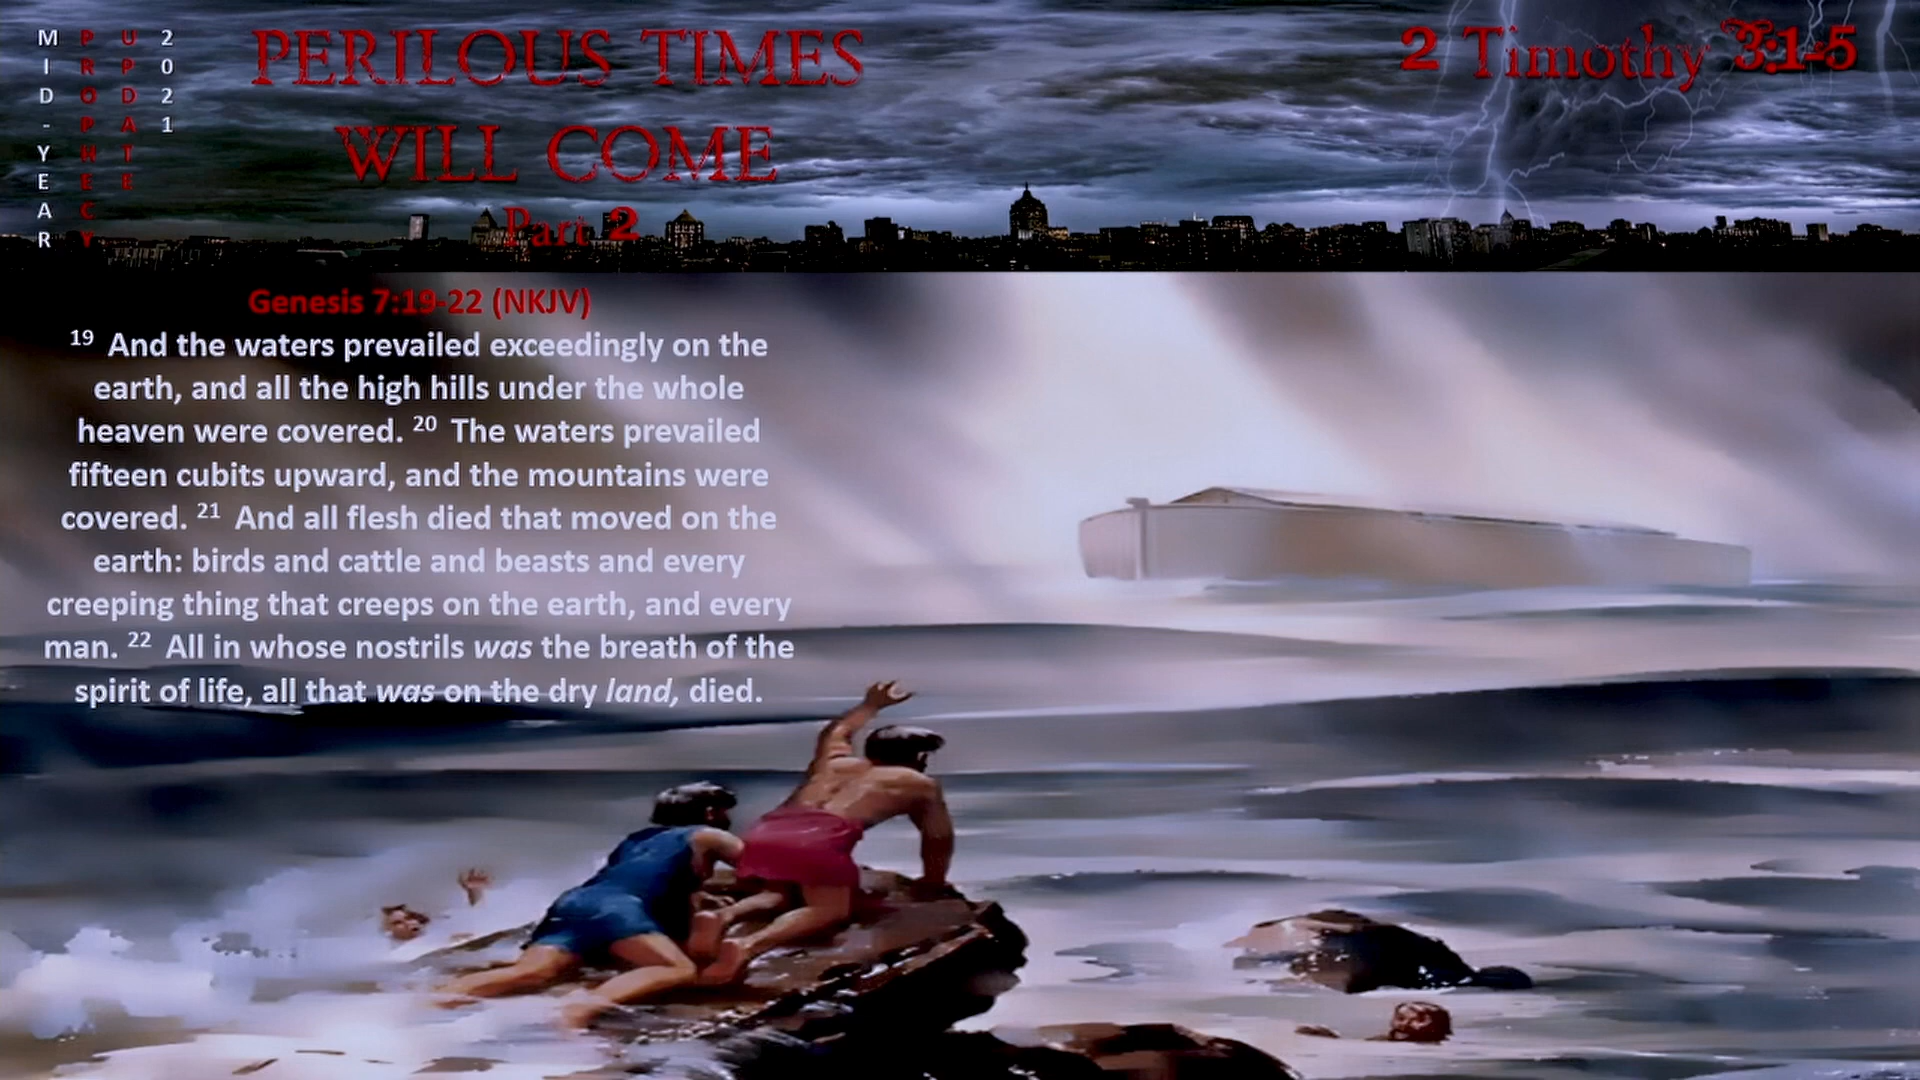 MID-YEAR
PROPHECY
UPDATE
2021
PERILOUS TIMES
WILL COME
Part 2
2 Timothy 3:1-5
Genesis 7:19-22 (NKJV)
19 And the waters prevailed exceedingly on the
earth, and all the high hills under the whole
heaven were covered. 20 The waters prevailed
fifteen cubits upward, and the mountains were
covered. 21 And all flesh died that moved on the
earth: birds and cattle and beasts and every
creeping thing that creeps on the earth, and every
man. 22 All in whose nostrils was the breath of the
spirit of life, all that was on the dry land, died.